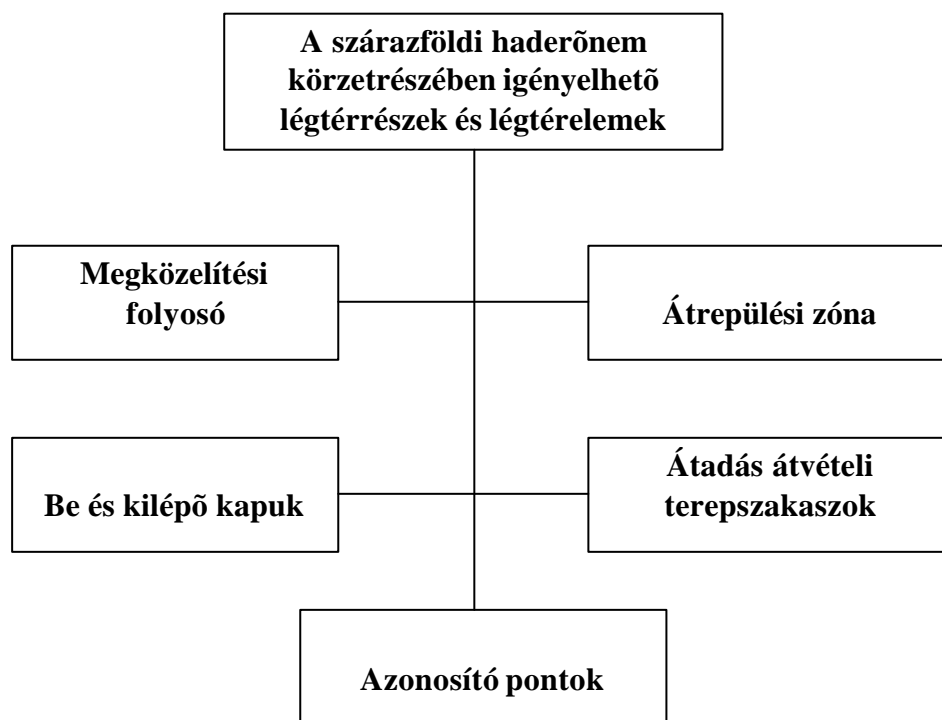 A szárazföldi haderõnem
körzetrészében igényelhetõ
légtérrészek és légtérelemek
Megközelítési
folyosó
Átrepülési zóna
Be és kilépõ kapuk
Átadás átvételi
terepszakaszok
Azonosító pontok